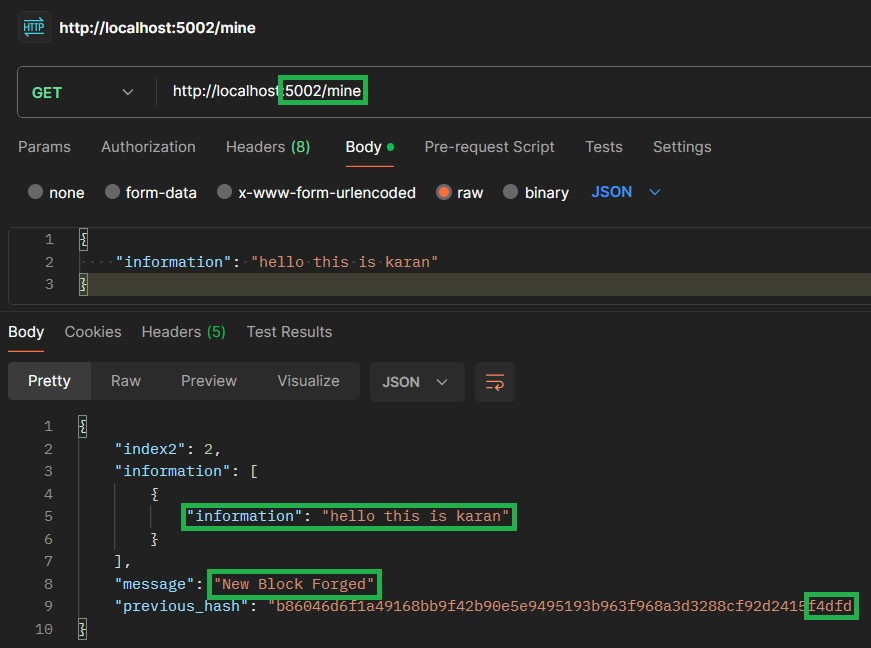 HTTP http://localhost:5002/mine
GET http://localhost:5002/mine
Params Authorization Headers (8) Body Pre-request Script Tests Settings
none form-data x-www-form-urlencoded raw binary JSON
1 {
2 ····"information":·"hello·this·is·karan"
3 }
Body Cookies Headers (5) Test Results
Pretty Raw Preview Visualize JSON
1 {
2 "index2": 2,
3 "information": [
4 {
5 "information": "hello this is karan"
6 }
7 ],
8 "message": "New Block Forged"
9 "previous_hash": "b86046d6f1a49168bb9f42b90e5e9495193b963f968a3d3288cf92d2415f4dfd
10 }